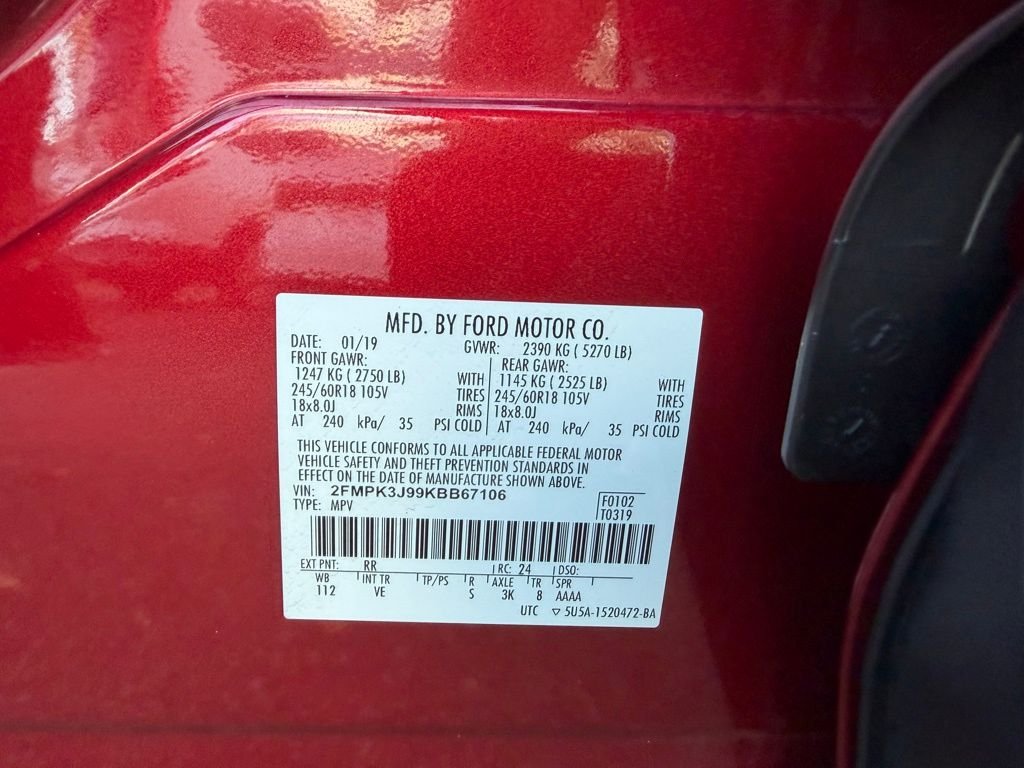 MFD. BY FORD MOTOR CO.
DATE: 01/19 GVWR: 2390 KG ( 5270 LB)
FRONT GAWR: REAR GAWR:
1247 KG ( 2750 LB) WITH 1145 KG ( 2525 LB) WITH
245/60R18 105V TIRES 245/60R18 105V TIRES
18x8.0J RIMS 18x8.0J RIMS
AT 240 kPa/ 35 PSI COLD AT 240 kPa/ 35 PSI COLD
THIS VEHICLE CONFORMS TO ALL APPLICABLE FEDERAL MOTOR
VEHICLE SAFETY AND THEFT PREVENTION STANDARDS IN
EFFECT ON THE DATE OF MANUFACTURE SHOWN ABOVE.
VIN: 2FMPK3J99KBB67106 F0102
TYPE: MPV T0319
EXT PNT: RR RC: 24 DSO:
WB INT TR TP/PS R AXLE TR SPR
112 VE S 3K 8 AAAA
UTC ▽ 5U5A-1520472-BA